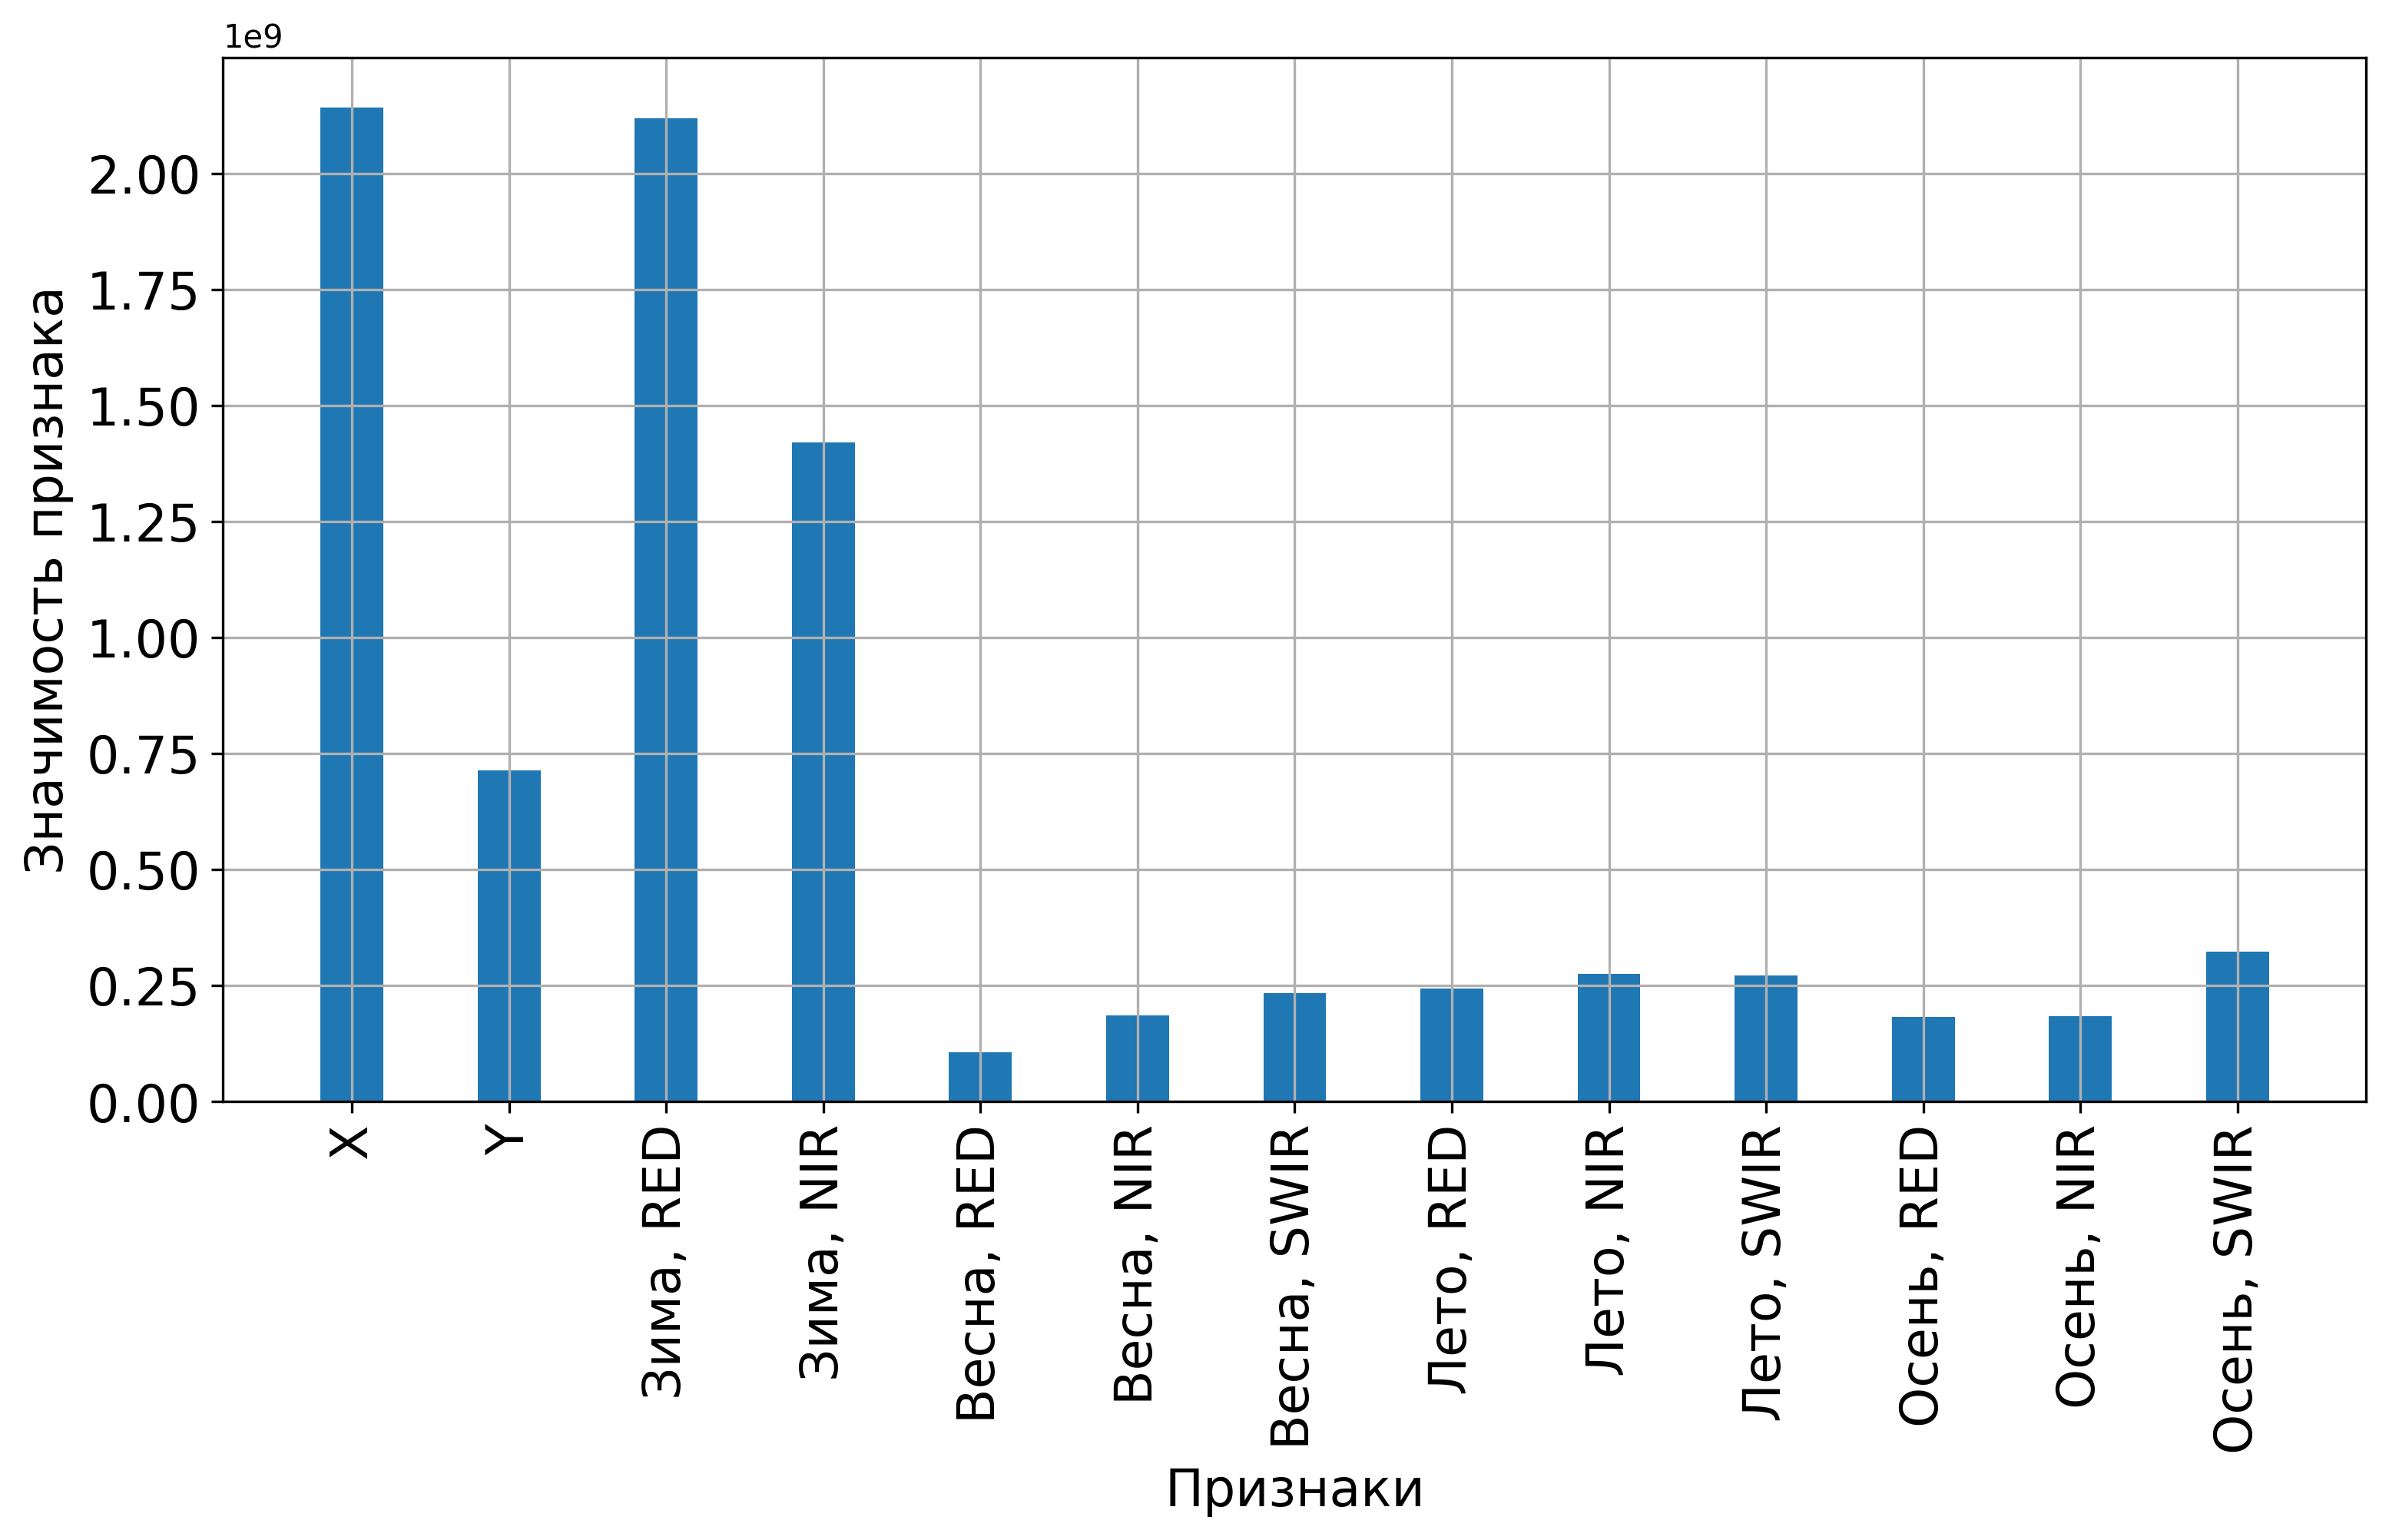 1e9
2.00
1.75
1.50
1.25
1.00
0.75
0.50
0.25
0.00
Значимость признака
X
Y
Зима, RED
Зима, NIR
Весна, RED
Весна, NIR
Весна, SWIR
Лето, RED
Лето, NIR
Лето, SWIR
Осень, RED
Осень, NIR
Осень, SWIR
Признаки